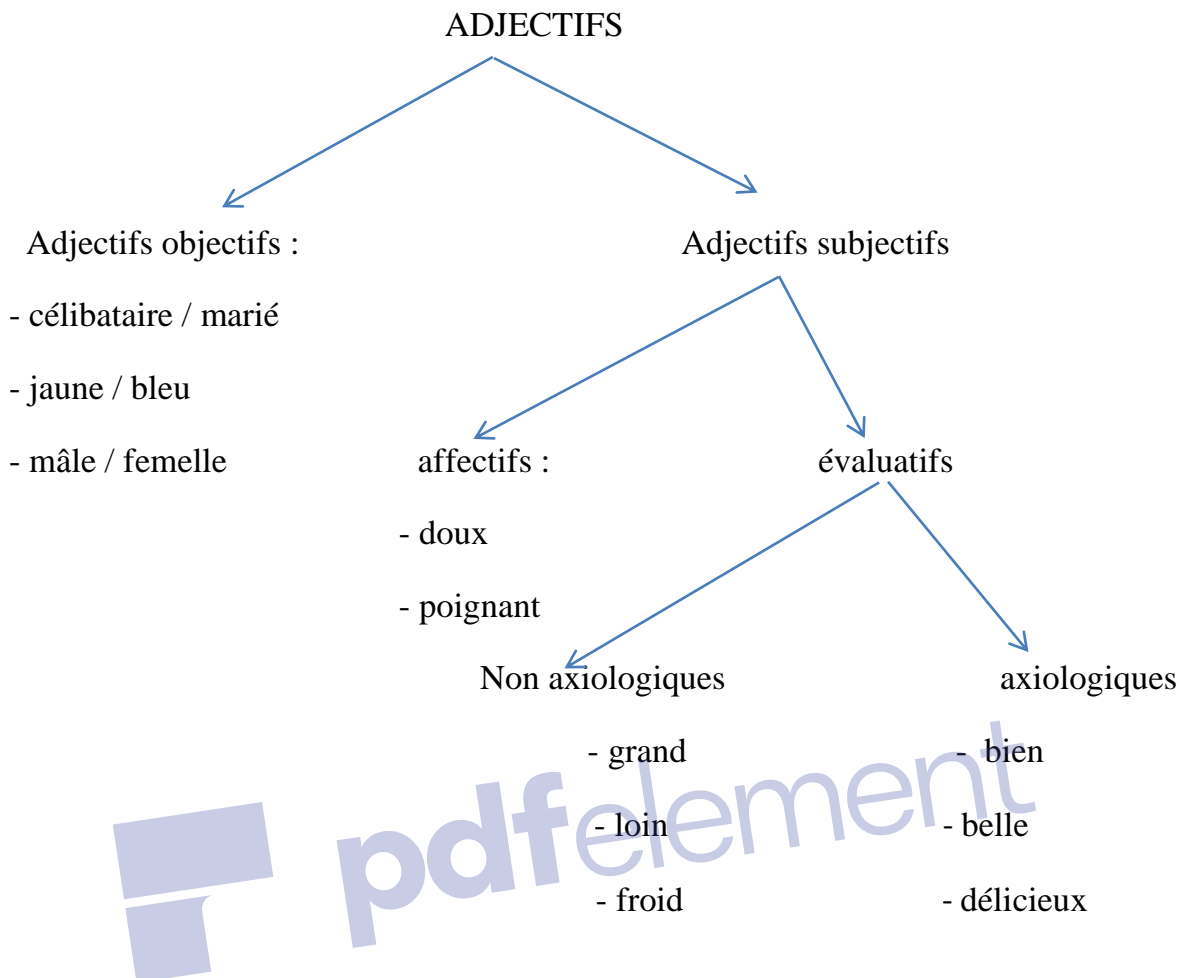 ADJECTIFS
Adjectifs objectifs :
Adjectifs subjectifs
- célibataire / marié
- jaune / bleu
- mâle / femelle
affectifs :
évaluatifs
- doux
- poignant
Non axiologiques
axiologiques
- grand
- bien
- loin
- belle
- froid
- délicieux
pdfelement